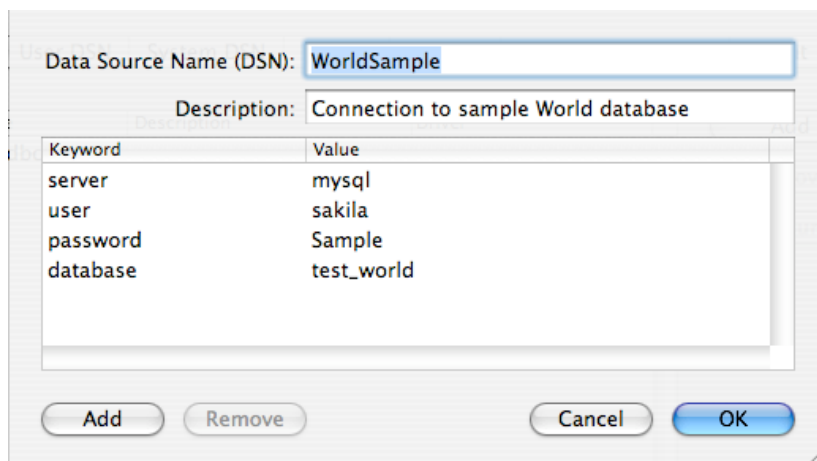 Data Source Name (DSN): WorldSample
Description: Connection to sample World database
Keyword Value
server mysql
user sakila
password Sample
database test_world
Add Remove Cancel OK